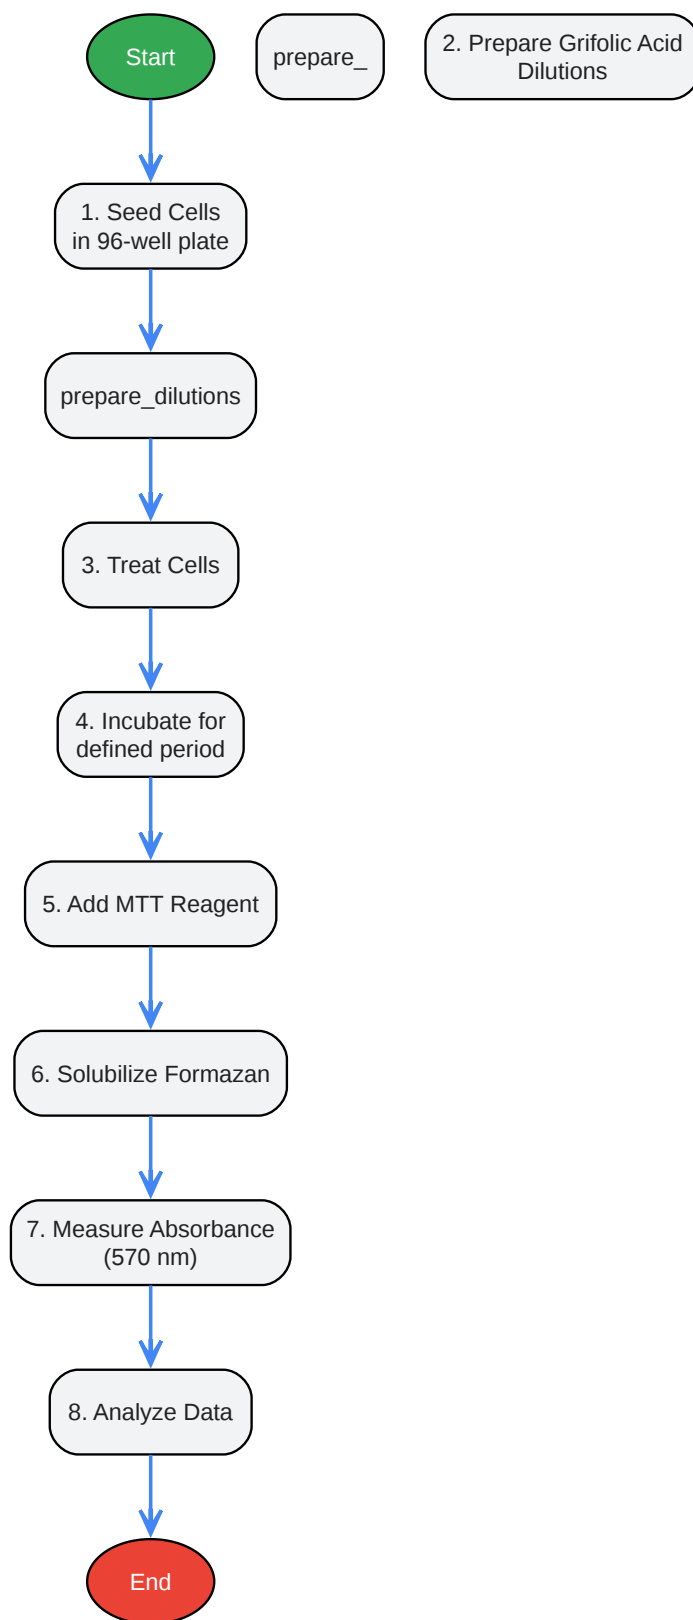 Start
prepare_
2. Prepare Grifolic Acid
Dilutions
1. Seed Cells
in 96-well plate
prepare_dilutions
3. Treat Cells
4. Incubate for
defined period
5. Add MTT Reagent
6. Solubilize Formazan
7. Measure Absorbance
(570 nm)
8. Analyze Data
End